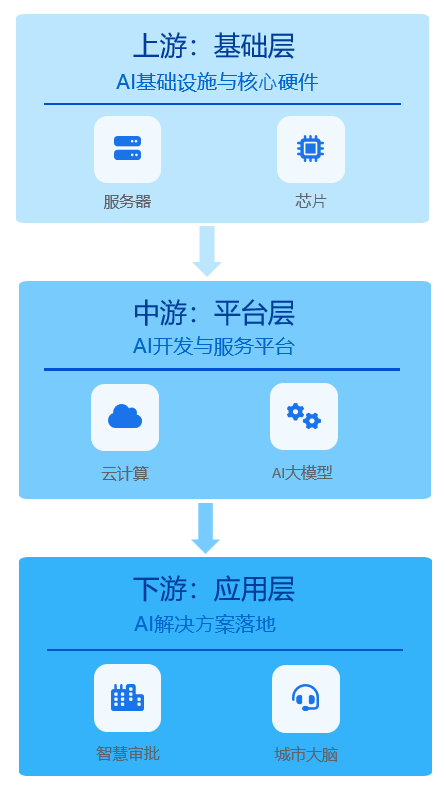 上游：基础层
AI基础设施与核心硬件
服务器
芯片
中游：平台层
AI开发与服务平台
云计算
AI大模型
下游：应用层
AI解决方案落地
智慧审批
城市大脑